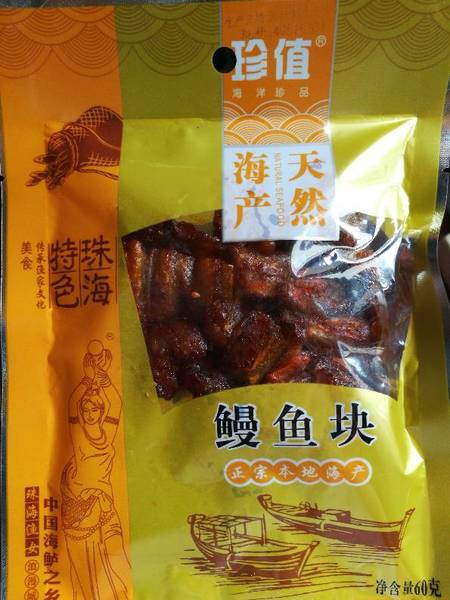 珍值®
海洋珍品
天然
海产
NATURAL SEAFOOD
珠海
特色
传承渔家文化
美食
鳗鱼块
正宗本地海产
中国海鲈之乡
珠海渔女
净含量60克